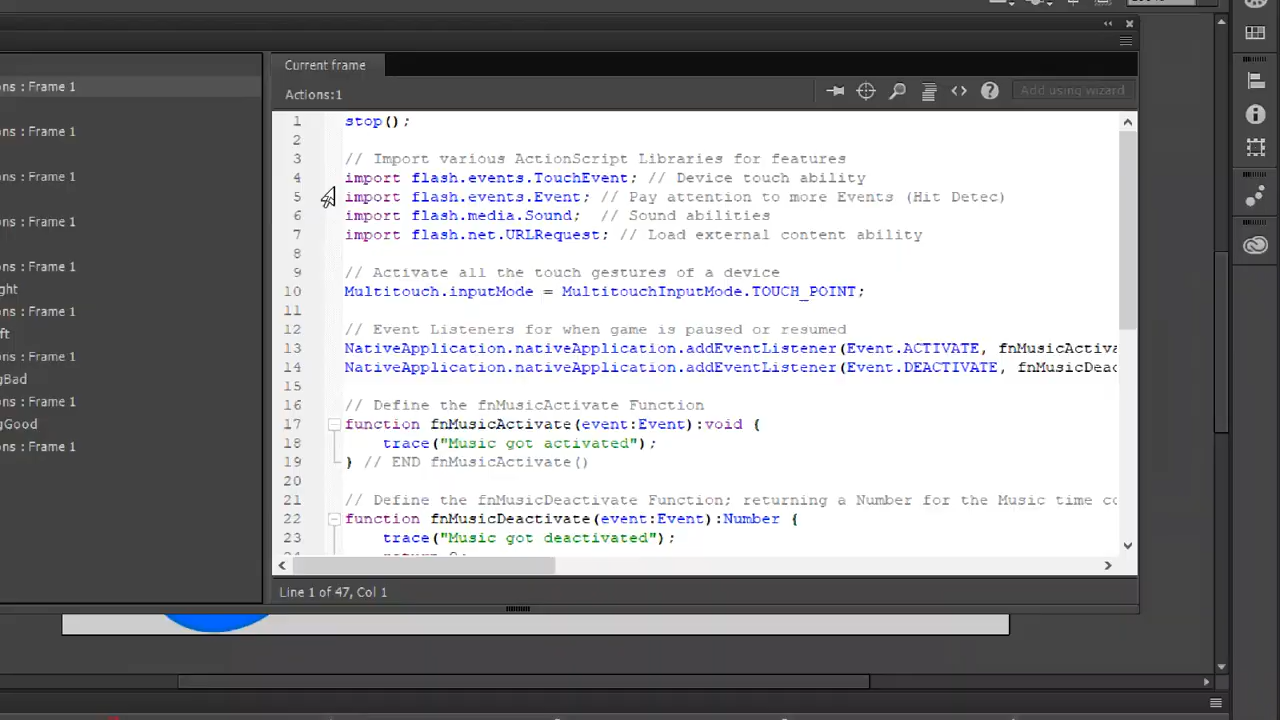 Current frame
Actions:1
Add using wizard
ons : Frame 1
ons : Frame 1
ons : Frame 1
ons : Frame 1
ons : Frame 1
ght
ons : Frame 1
ft
ons : Frame 1
gBad
ons : Frame 1
gGood
ons : Frame 1
1 stop();
2
3 // Import various ActionScript Libraries for features
4 import flash.events.TouchEvent; // Device touch ability
5 import flash.events.Event; // Pay attention to more Events (Hit Detec)
6 import flash.media.Sound;  // Sound abilities
7 import flash.net.URLRequest; // Load external content ability
8
9 // Activate all the touch gestures of a device
10 Multitouch.inputMode = MultitouchInputMode.TOUCH_POINT;
11
12 // Event Listeners for when game is paused or resumed
13 NativeApplication.nativeApplication.addEventListener(Event.ACTIVATE, fnMusicActiva
14 NativeApplication.nativeApplication.addEventListener(Event.DEACTIVATE, fnMusicDeac
15
16 // Define the fnMusicActivate Function
17 function fnMusicActivate(event:Event):void {
18 trace("Music got activated");
19 } // END fnMusicActivate()
20
21 // Define the fnMusicDeactivate Function; returning a Number for the Music time co
22 function fnMusicDeactivate(event:Event):Number {
23 trace("Music got deactivated");
Line 1 of 47, Col 1